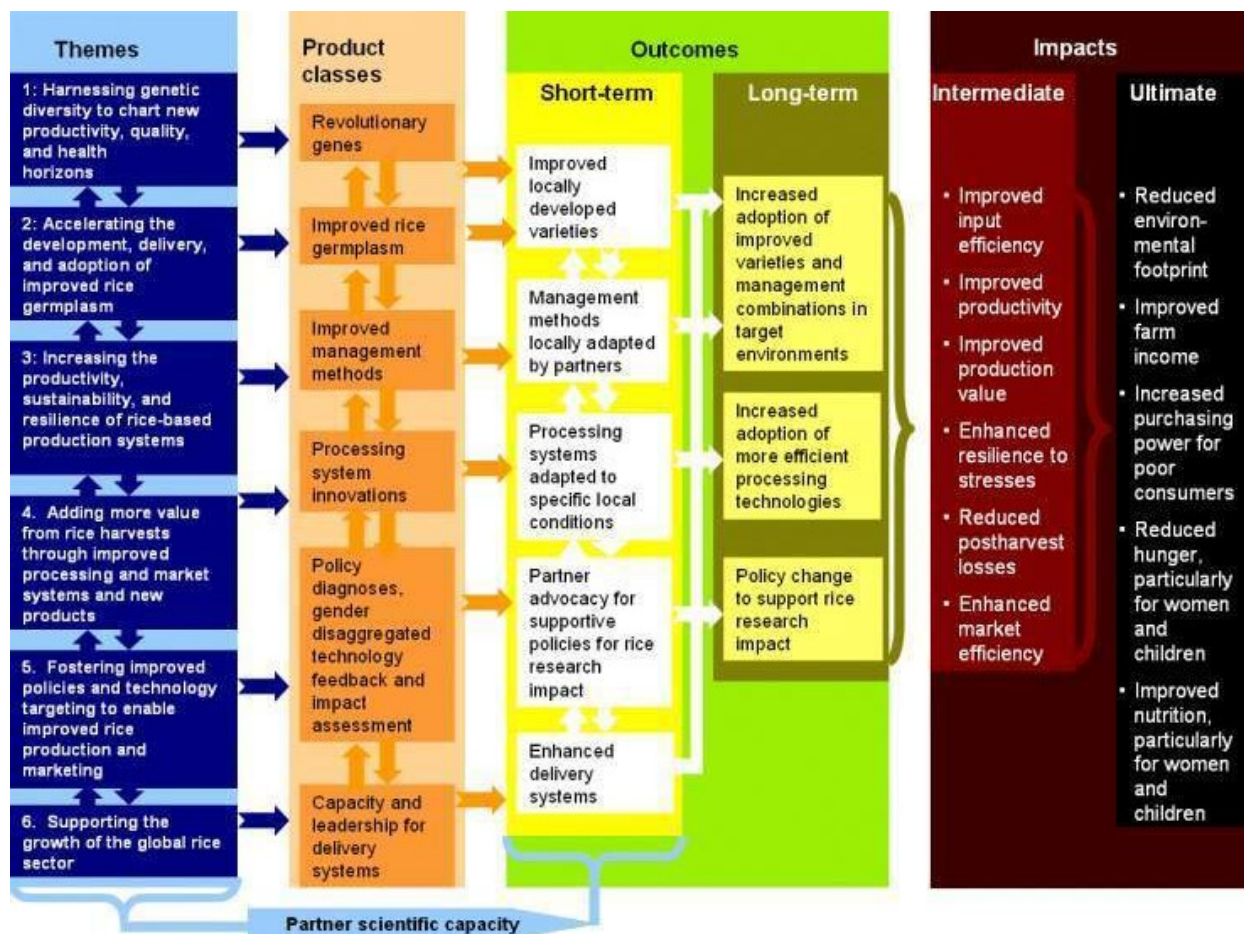 Themes
1: Harnessing genetic
diversity to chart new
productivity, quality,
and health
horizons
2: Accelerating the
development, delivery,
and adoption of
improved rice
germplasm
3: Increasing the
productivity,
sustainability, and
resilience of rice-based
production systems
4. Adding more value
from rice harvests
through improved
processing and market
systems and new
products
5. Fostering improved
policies and technology
targeting to enable
improved rice
production and
marketing
6. Supporting the
growth of the global rice
sector
Product
classes
Revolutionary
genes
Improved rice
germplasm
Improved
management
methods
Processing
system
innovations
Policy
diagnoses,
gender
disaggregated
technology
feedback and
impact
assessment
Capacity and
leadership for
delivery
systems
Outcomes
Short-term
Improved
locally
developed
varieties
Management
methods
locally adapted
by partners
Processing
systems
adapted to
specific local
conditions
Partner
advocacy for
supportive
policies for rice
research
impact
Enhanced
delivery
systems
Long-term
Increased
adoption of
improved
varieties and
management
combinations in
target
environments
Increased
adoption of
more efficient
processing
technologies
Policy change
to support rice
research
impact
Impacts
Intermediate
• Improved
input
efficiency
• Improved
productivity
• Improved
production
value
• Enhanced
resilience to
stresses
• Reduced
postharvest
losses
• Enhanced
market
efficiency
Ultimate
• Reduced
environ-
mental
footprint
• Improved
farm
income
• Increased
purchasing
power for
poor
consumers
• Reduced
hunger,
particularly
for women
and
children
• Improved
nutrition,
particularly
for women
and
children
Partner scientific capacity